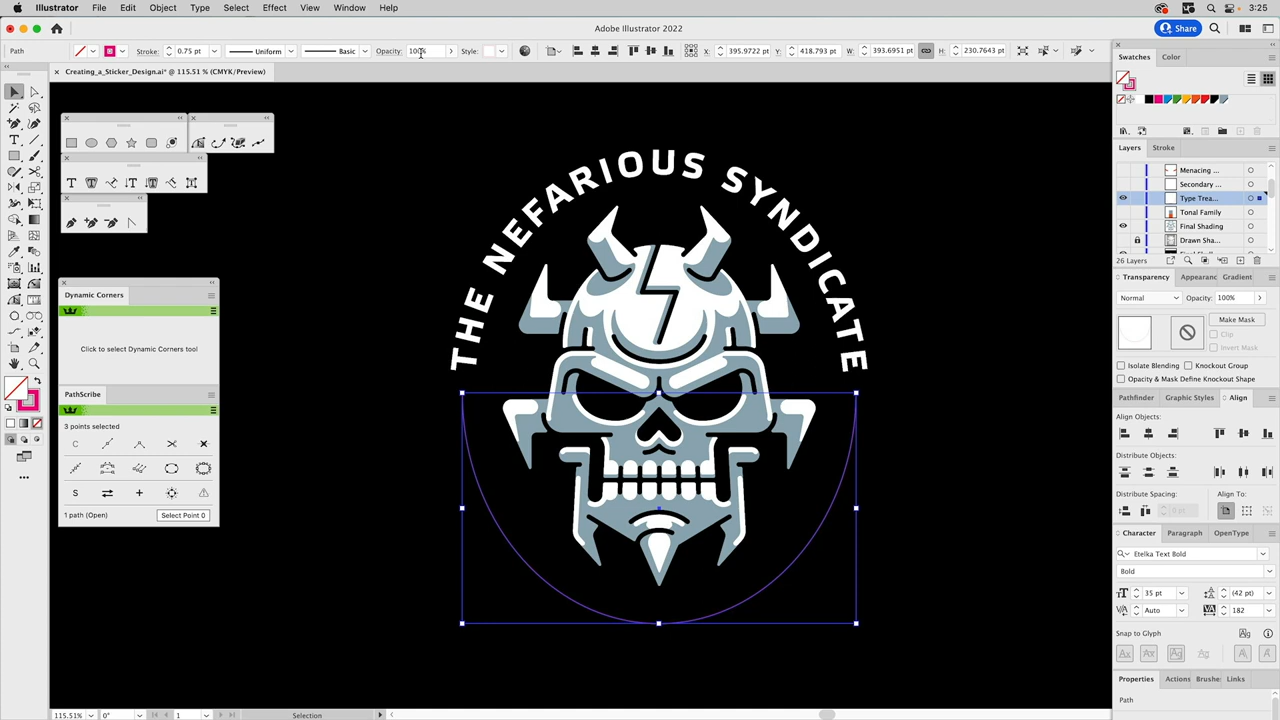 Illustrator File Edit Object Type Select Effect View Window Help 3:25
Adobe Illustrator 2022
Share
Path Stroke: 0.75 pt Uniform Basic Opacity: 100% Style: X: 395.9722 pt Y: 418.793 pt W: 393.6951 pt H: 230.7643 pt
Creating_a_Sticker_Design.ai* @ 115.51 % (CMYK/Preview)
Swatches Color
Layers Stroke
Menacing ...
Secondary ...
Type Trea...
Tonal Family
Final Shading
Drawn Sha...
26 Layers
Transparency Appearanc Gradient
Normal Opacity: 100%
Make Mask
Clip
Invert Mask
Isolate Blending Knockout Group
Opacity & Mask Define Knockout Shape
Pathfinder Graphic Styles Align
Align Objects:
Distribute Objects:
Distribute Spacing: Align To:
0 pt
Character Paragraph OpenType
Etelka Text Bold
Bold
35 pt (42 pt)
Auto 182
Snap to Glyph
Properties Actions Brushe Links
Path
THE NEFARIOUS SYNDICATE
Dynamic Corners
Click to select Dynamic Corners tool
PathScribe
3 points selected
1 path (Open) Select Point 0
115.51% 0° 1 Selection